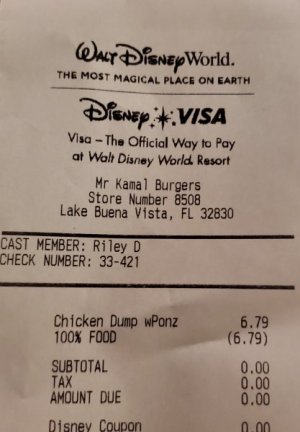 Walt Disney World.
THE MOST MAGICAL PLACE ON EARTH
Disney VISA
Visa – The Official Way to Pay
at Walt Disney World® Resort
Mr Kamal Burgers
Store Number 8508
Lake Buena Vista, FL 32830
CAST MEMBER: Riley D
CHECK NUMBER: 33-421
Chicken Dump wPonz 6.79
100% FOOD (6.79)
SUBTOTAL 0.00
TAX 0.00
AMOUNT DUE 0.00
Disney Coupon 0.00